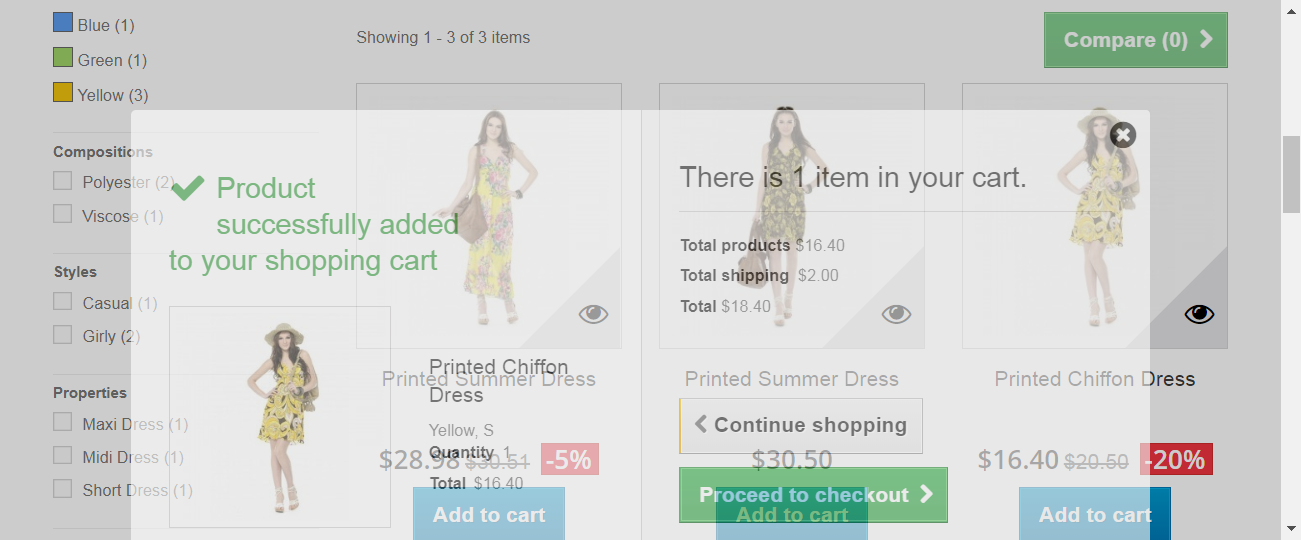 Blue (1)
Green (1)
Yellow (3)
Compositions
Polyester (2)
Viscose (1)
Styles
Casual (1)
Girly (2)
Properties
Maxi Dress (1)
Midi Dress (1)
Short Dress (1)
Showing 1 - 3 of 3 items
Compare (0)
Product
successfully added
to your shopping cart
Printed Chiffon
Dress
Yellow, S
Quantity 1
Total $16.40
There is 1 item in your cart.
Total products $16.40
Total shipping $2.00
Total $18.40
Continue shopping
Proceed to checkout
Printed Summer Dress
$28.98 $30.51 -5%
Add to cart
Printed Summer Dress
$30.50
Add to cart
Printed Chiffon Dress
$16.40 $20.50 -20%
Add to cart